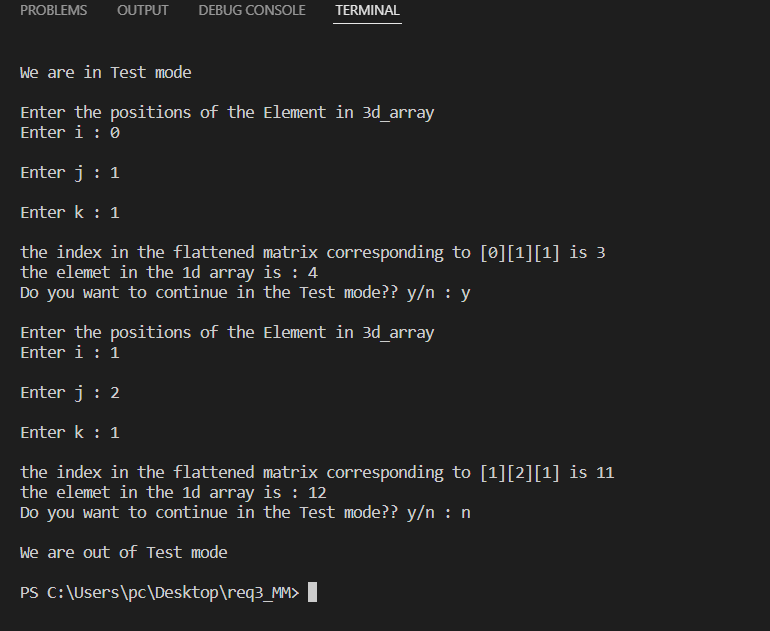 PROBLEMS OUTPUT DEBUG CONSOLE TERMINAL
We are in Test mode
Enter the positions of the Element in 3d_array
Enter i : 0
Enter j : 1
Enter k : 1
the index in the flattened matrix corresponding to [0][1][1] is 3
the elemet in the 1d array is : 4
Do you want to continue in the Test mode?? y/n : y
Enter the positions of the Element in 3d_array
Enter i : 1
Enter j : 2
Enter k : 1
the index in the flattened matrix corresponding to [1][2][1] is 11
the elemet in the 1d array is : 12
Do you want to continue in the Test mode?? y/n : n
We are out of Test mode
PS C:\Users\pc\Desktop\req3_MM>